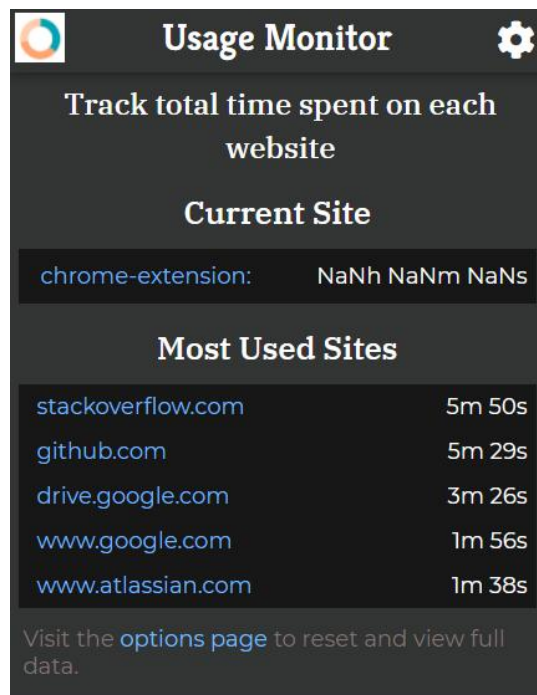 Usage Monitor
Track total time spent on each
website
Current Site
chrome-extension: NaNh NaNm NaNs
Most Used Sites
stackoverflow.com 5m 50s
github.com 5m 29s
drive.google.com 3m 26s
www.google.com 1m 56s
www.atlassian.com 1m 38s
Visit the options page to reset and view full
data.